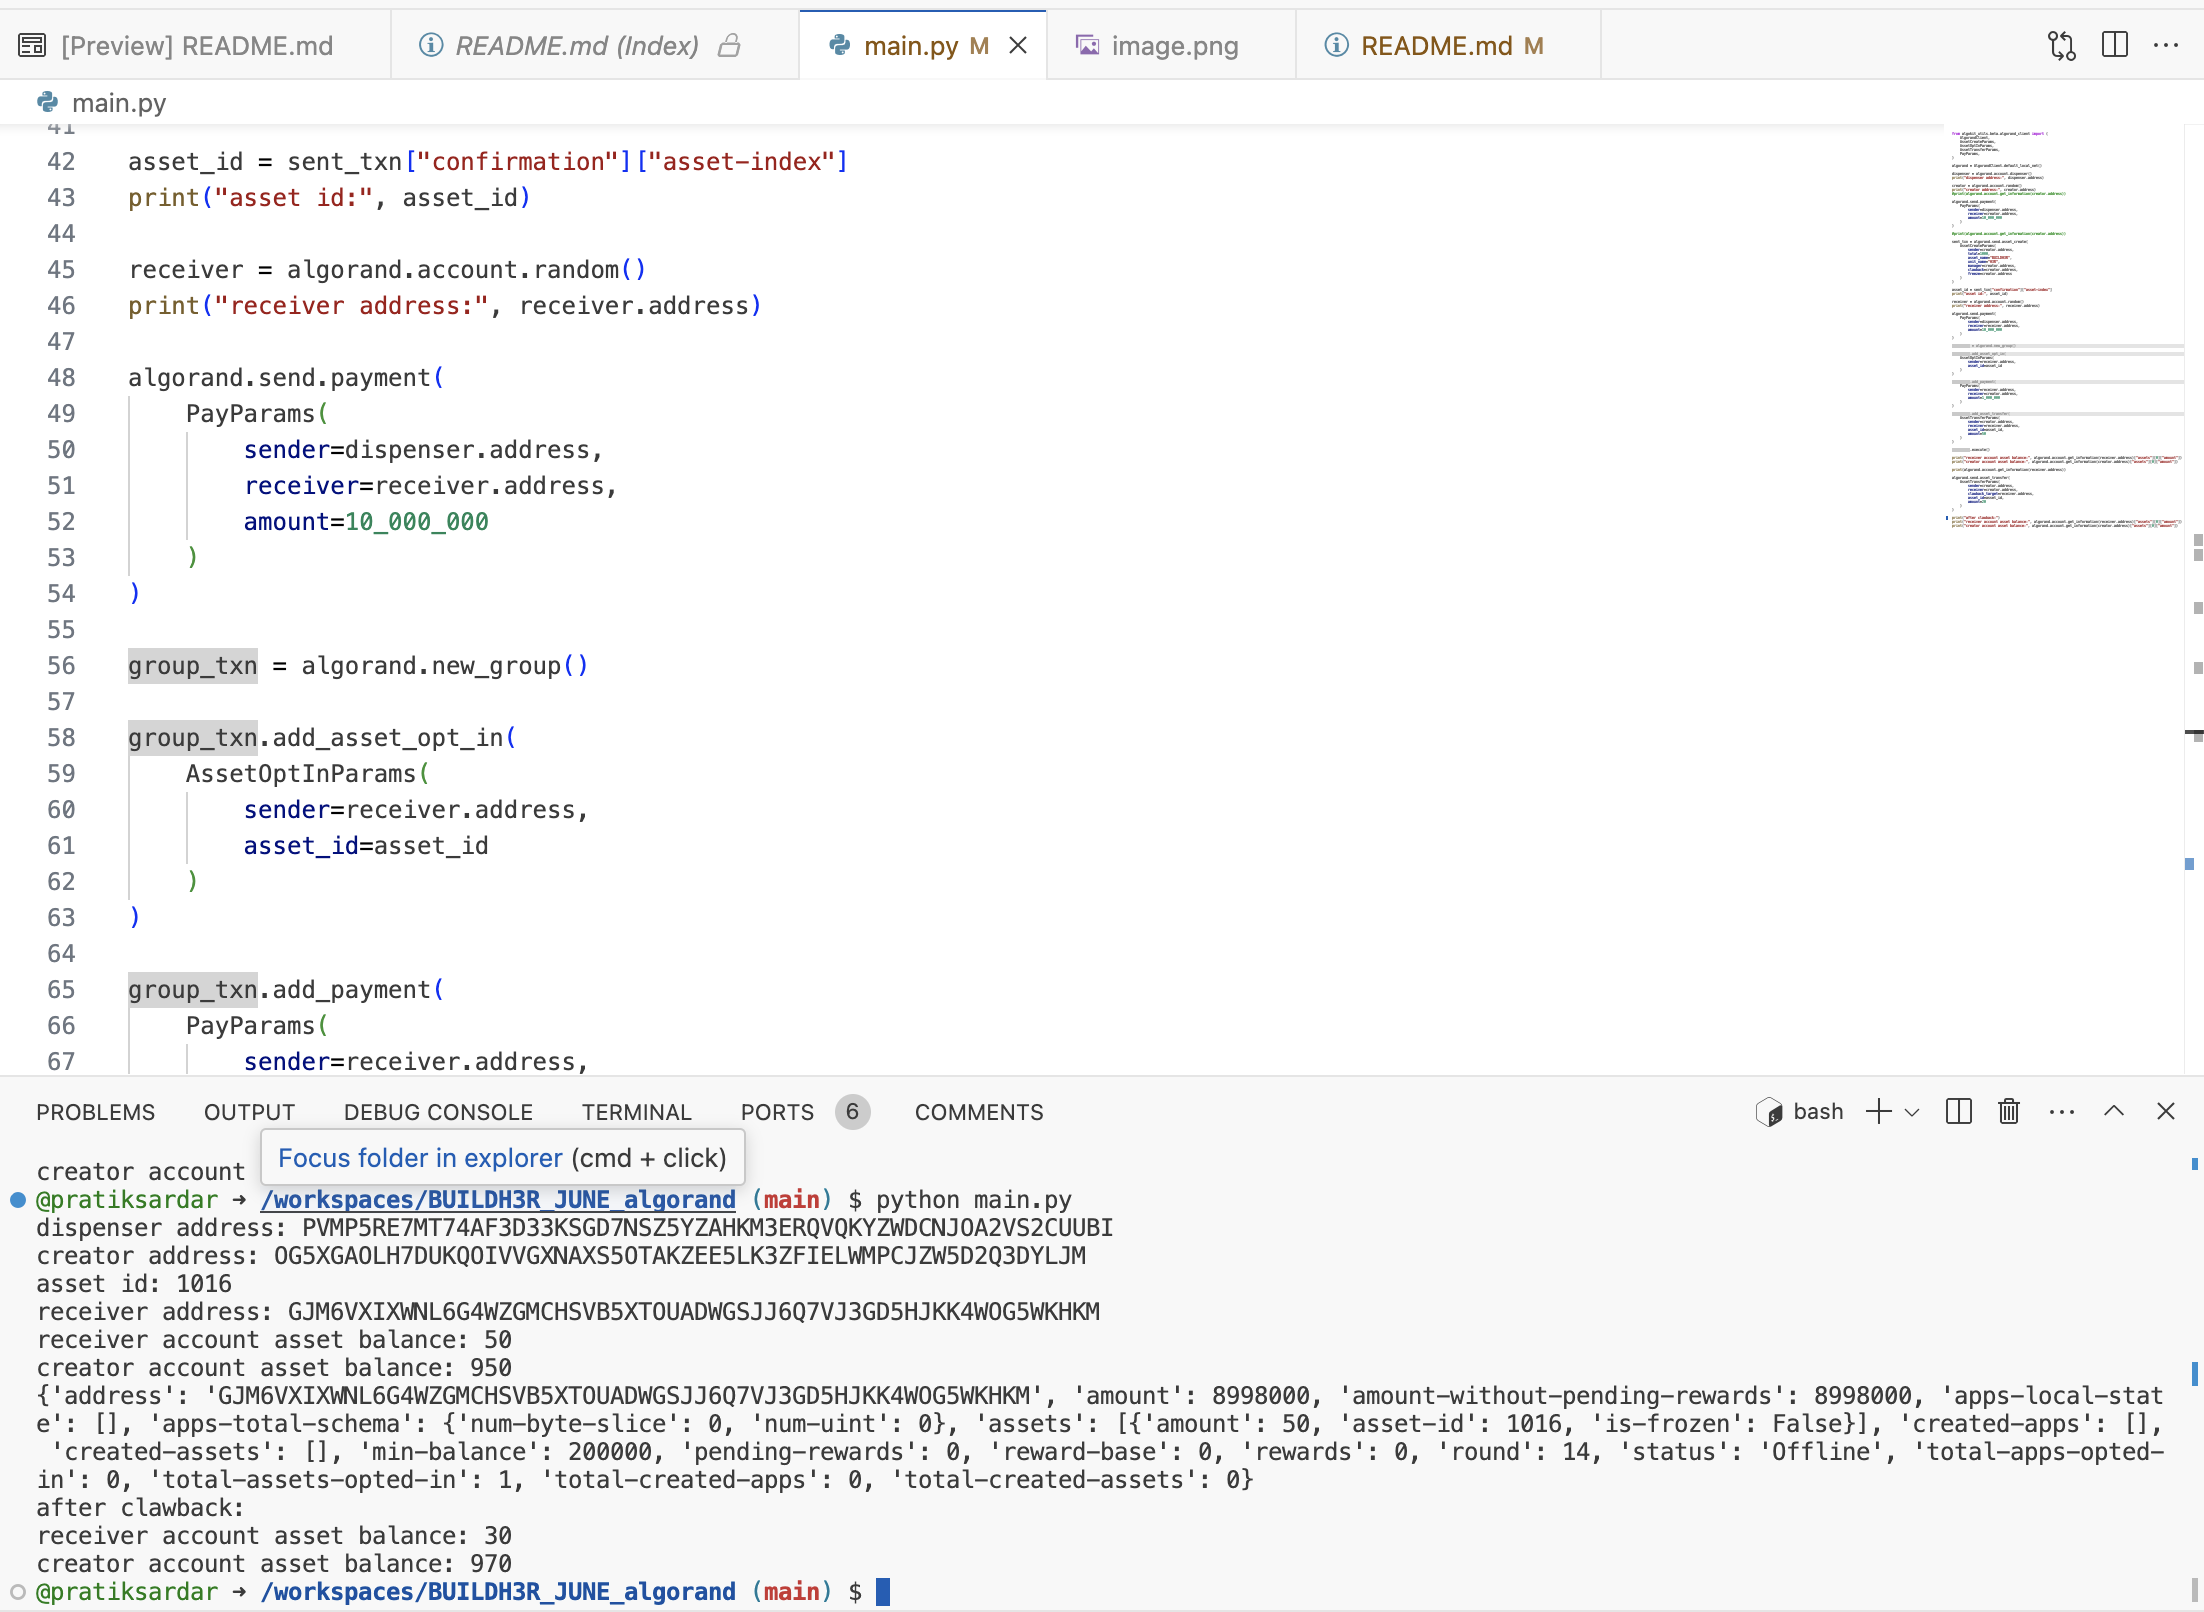 [Preview] README.md
README.md (Index)
main.py M
image.png
README.md M
main.py
41
42 asset_id = sent_txn["confirmation"]["asset-index"]
43 print("asset id:", asset_id)
44
45 receiver = algorand.account.random()
46 print("receiver address:", receiver.address)
47
48 algorand.send.payment(
49 PayParams(
50 sender=dispenser.address,
51 receiver=receiver.address,
52 amount=10_000_000
53 )
54 )
55
56 group_txn = algorand.new_group()
57
58 group_txn.add_asset_opt_in(
59 AssetOptInParams(
60 sender=receiver.address,
61 asset_id=asset_id
62 )
63 )
64
65 group_txn.add_payment(
66 PayParams(
67 sender=receiver.address,
PROBLEMS OUTPUT DEBUG CONSOLE TERMINAL PORTS 6 COMMENTS
bash
Focus folder in explorer (cmd + click)
creator account
@pratiksardar → /workspaces/BUILDH3R_JUNE_algorand (main) $ python main.py
dispenser address: PVMP5RE7MT74AF3D33KSGD7NSZ5YZAHKM3ERQVQKYZWDCNJOA2VS2CUUBI
creator address: OG5XGAOLH7DUKQOIVVGXNAXS5OTAKZEE5LK3ZFIELWMPCJZW5D2Q3DYLJM
asset id: 1016
receiver address: GJM6VXIXWNL6G4WZGMCHSVB5XTOUADWGSJJ6Q7VJ3GD5HJKK4WOG5WKHKM
receiver account asset balance: 50
creator account asset balance: 950
{'address': 'GJM6VXIXWNL6G4WZGMCHSVB5XTOUADWGSJJ6Q7VJ3GD5HJKK4WOG5WKHKM', 'amount': 8998000, 'amount-without-pending-rewards': 8998000, 'apps-local-stat
e': [], 'apps-total-schema': {'num-byte-slice': 0, 'num-uint': 0}, 'assets': [{'amount': 50, 'asset-id': 1016, 'is-frozen': False}], 'created-apps': [],
'created-assets': [], 'min-balance': 200000, 'pending-rewards': 0, 'reward-base': 0, 'rewards': 0, 'round': 14, 'status': 'Offline', 'total-apps-opted-
in': 0, 'total-assets-opted-in': 1, 'total-created-apps': 0, 'total-created-assets': 0}
after clawback:
receiver account asset balance: 30
creator account asset balance: 970
@pratiksardar → /workspaces/BUILDH3R_JUNE_algorand (main) $